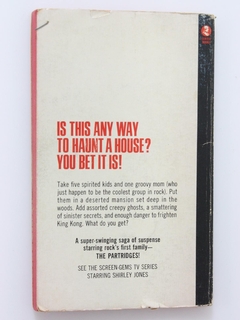 IS THIS ANY WAY
TO HAUNT A HOUSE?
YOU BET IT IS!
Take five spirited kids and one groovy mom (who
just happen to be the coolest group in rock). Put
them in a deserted mansion set deep in the
woods. Add assorted creepy ghosts, a smattering
of sinister secrets, and enough danger to frighten
King Kong. What do you get?
A super-swinging saga of suspense
starring rock's first family—
THE PARTRIDGES!
SEE THE SCREEN-GEMS TV SERIES
STARRING SHIRLEY JONES